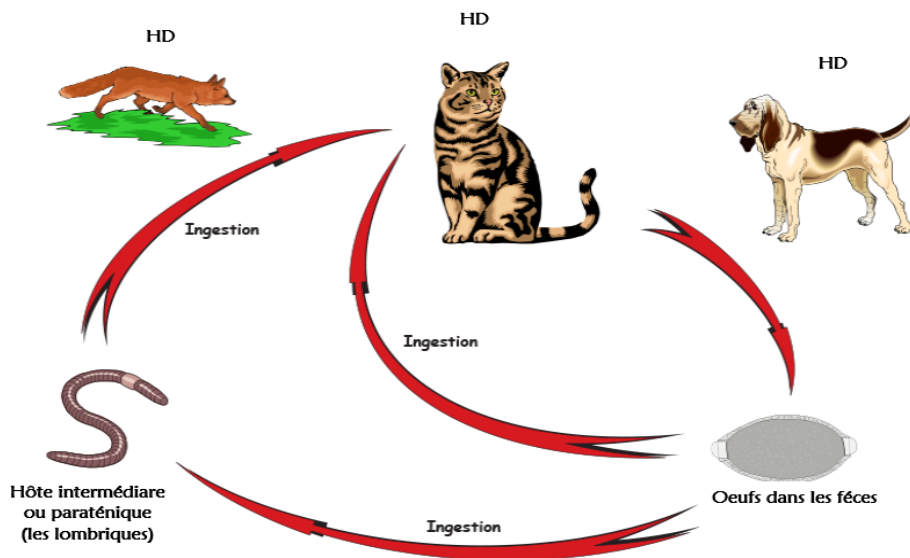 HD
HD
HD
Ingestion
Ingestion
Hôte intermédiare
ou paraténique
(les lombriques)
Oeufs dans les féces
Ingestion